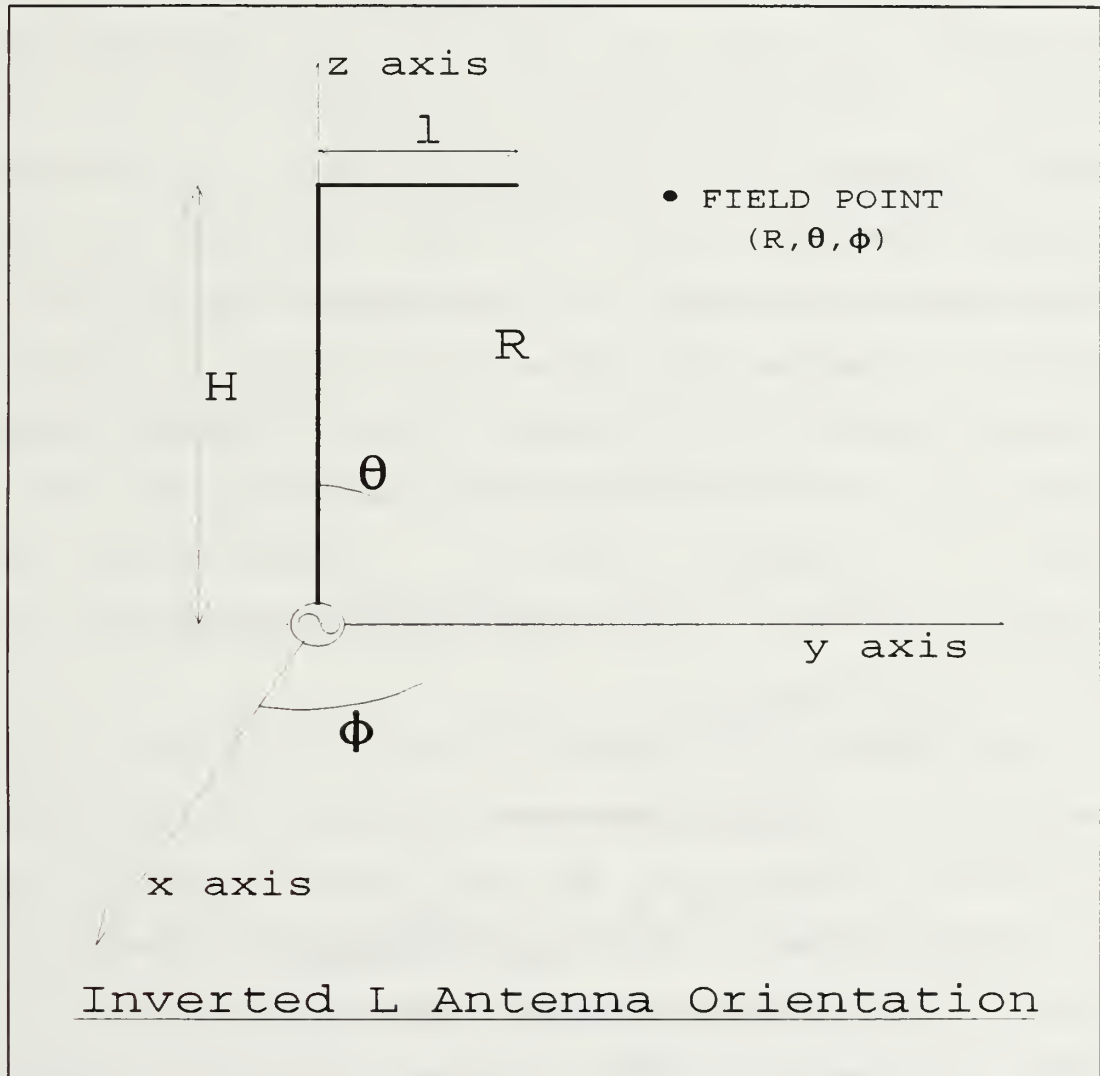 z axis
l
• FIELD POINT
(R,θ,ϕ)
R
H
θ
y axis
ϕ
x axis
Inverted L Antenna Orientation